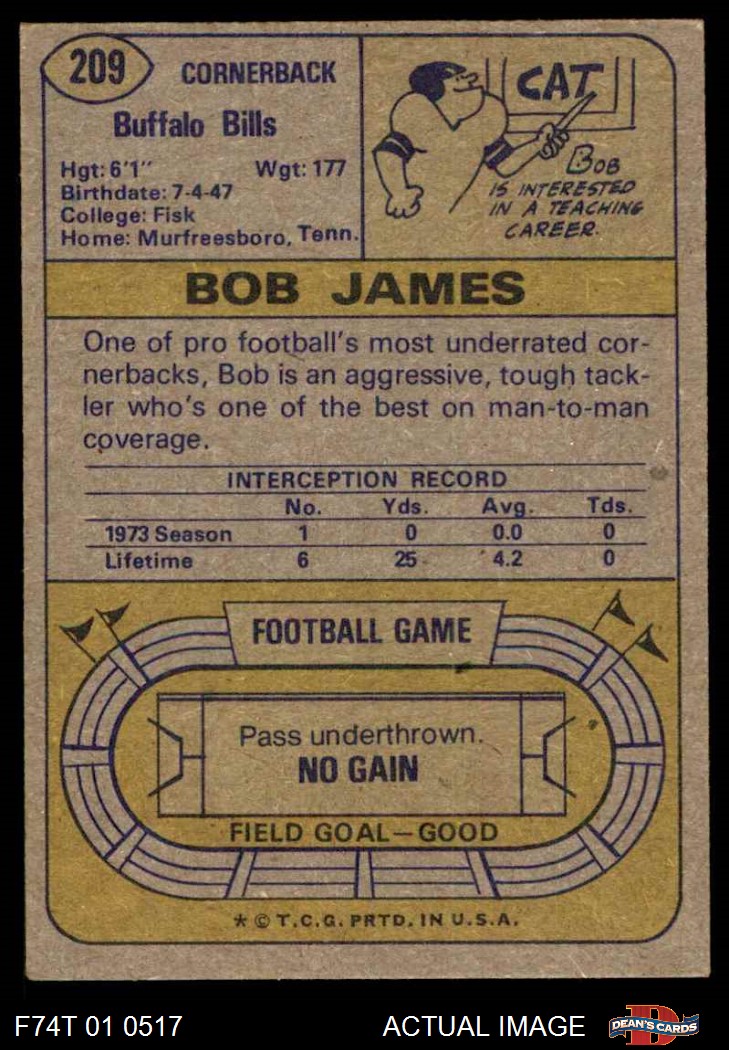 209 CORNERBACK
Buffalo Bills
Hgt: 6'1" Wgt: 177
Birthdate: 7-4-47
College: Fisk
Home: Murfreesboro, Tenn.
CAT
BOB
IS INTERESTED
IN A TEACHING
CAREER.
BOB JAMES
One of pro football's most underrated cor-
nerbacks, Bob is an aggressive, tough tack-
ler who's one of the best on man-to-man
coverage.
INTERCEPTION RECORD
No. Yds. Avg. Tds.
1973 Season 1 0 0.0 0
Lifetime 6 25 4.2 0
FOOTBALL GAME
Pass underthrown.
NO GAIN
FIELD GOAL—GOOD
* © T.C.G. PRTD. IN U.S.A.
F74T 01 0517 ACTUAL IMAGE D DEAN'S CARDS